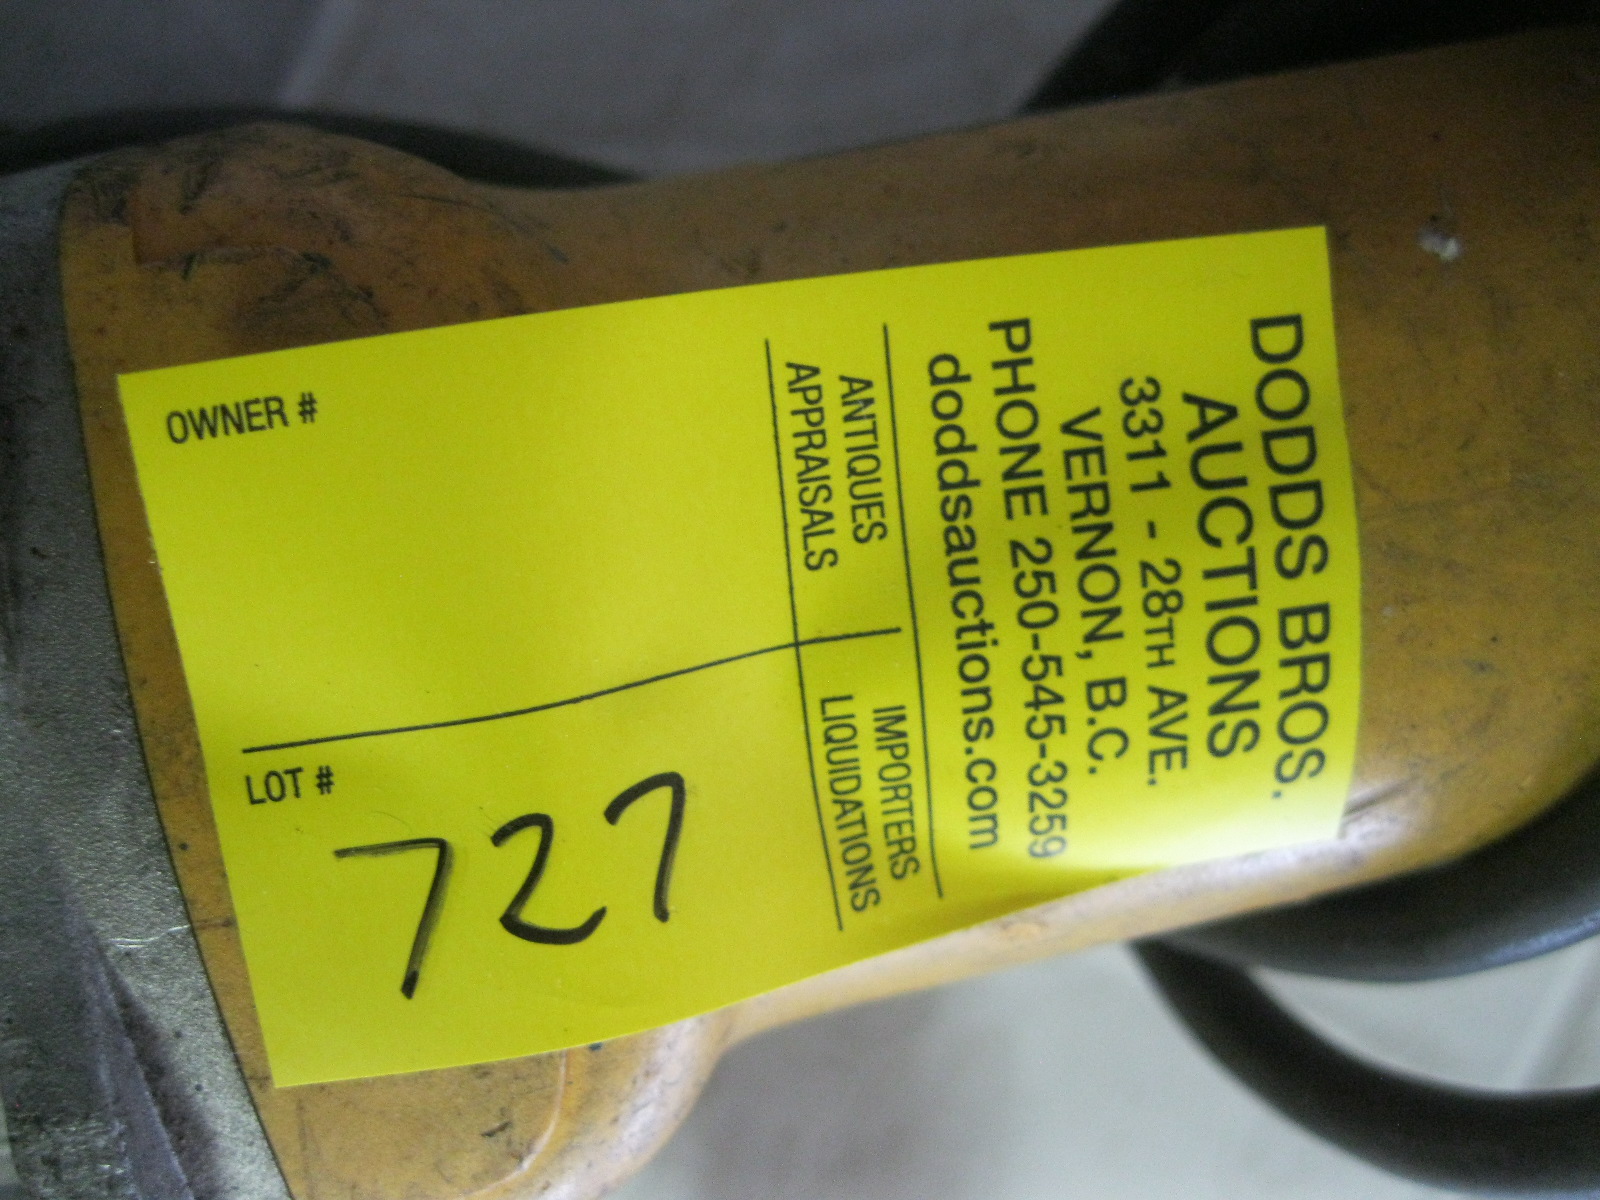 DODDS BROS.
AUCTIONS
3311 - 28TH AVE.
VERNON, B.C.
PHONE 250-545-3259
doddsauctions.com
ANTIQUES
APPRAISALS
IMPORTERS
LIQUIDATIONS
OWNER #
LOT #
727